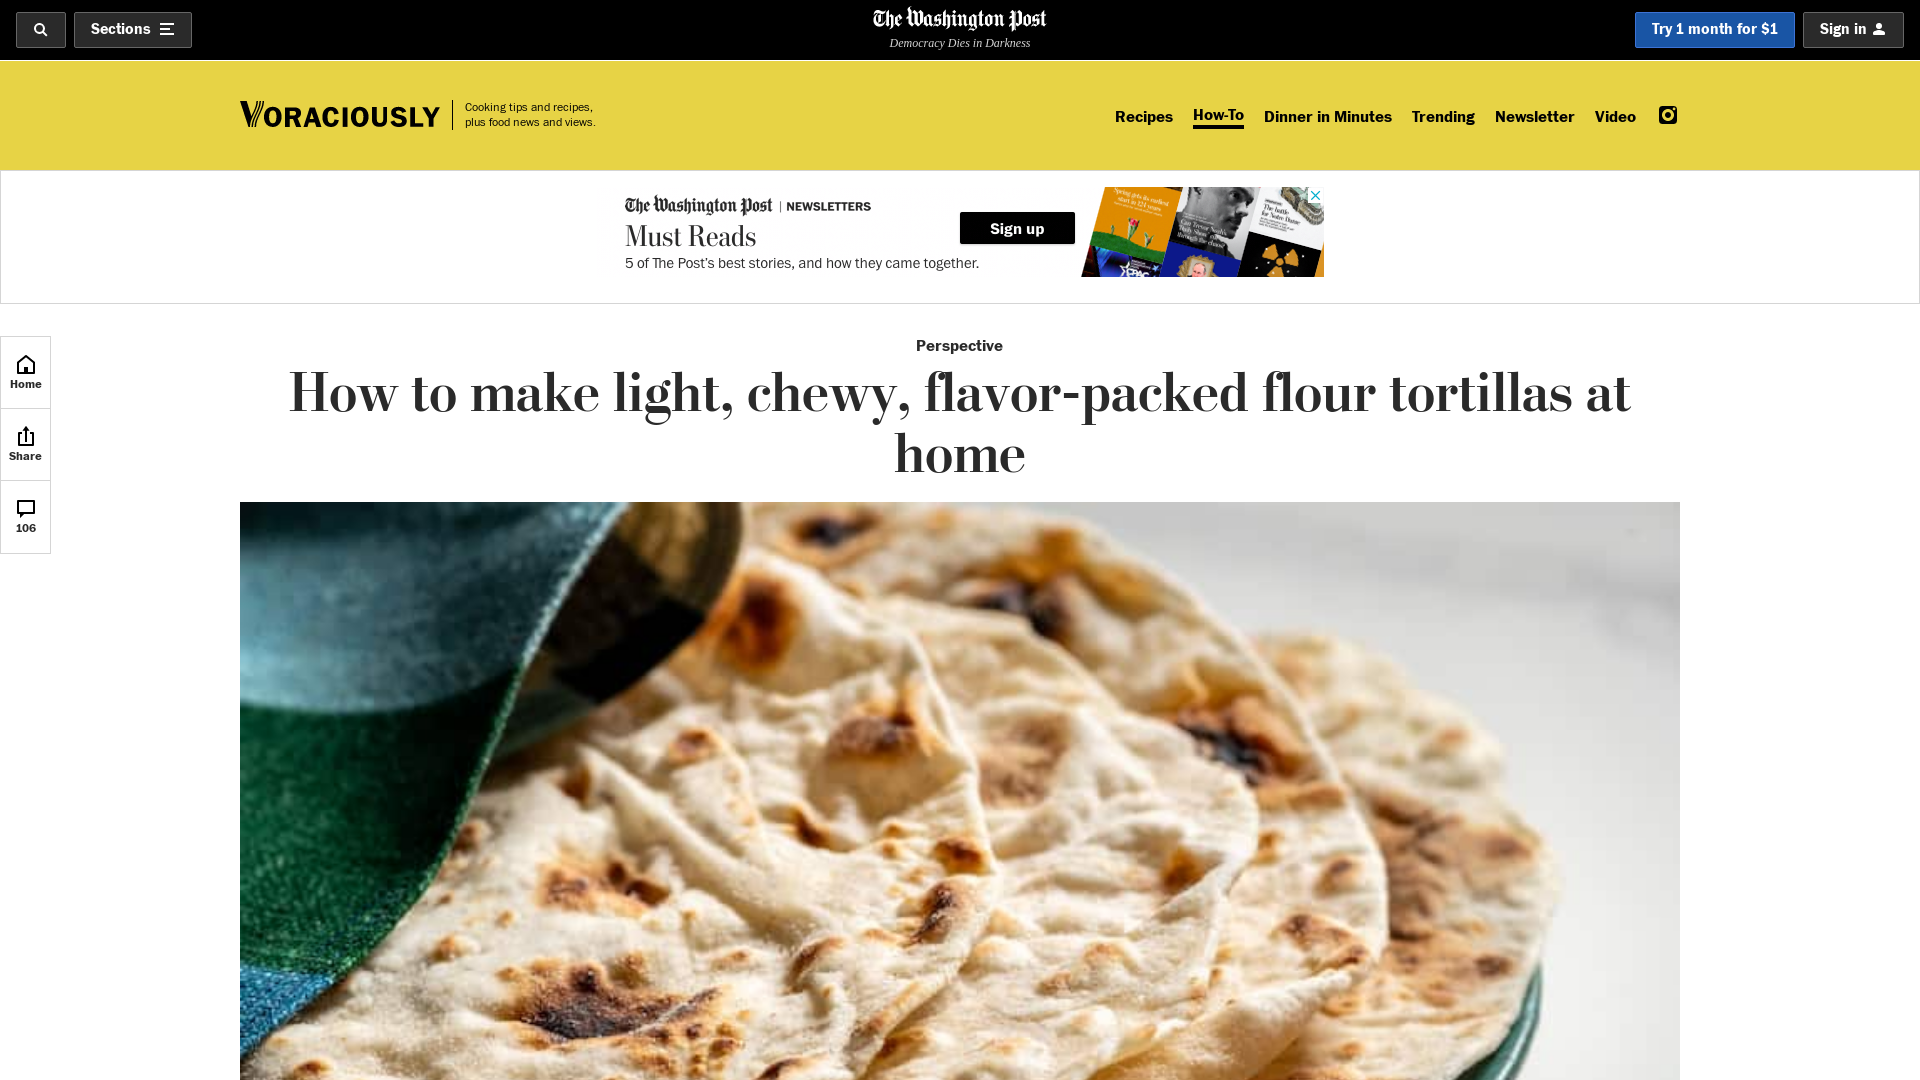 Sections
The Washington Post
Democracy Dies in Darkness
Try 1 month for $1
Sign in
VORACIOUSLY
Cooking tips and recipes,
plus food news and views.
Recipes
How-To
Dinner in Minutes
Trending
Newsletter
Video
The Washington Post | NEWSLETTERS
Must Reads
5 of The Post's best stories, and how they came together.
Sign up
Home
Share
106
Perspective
How to make light, chewy, flavor-packed flour tortillas at
home